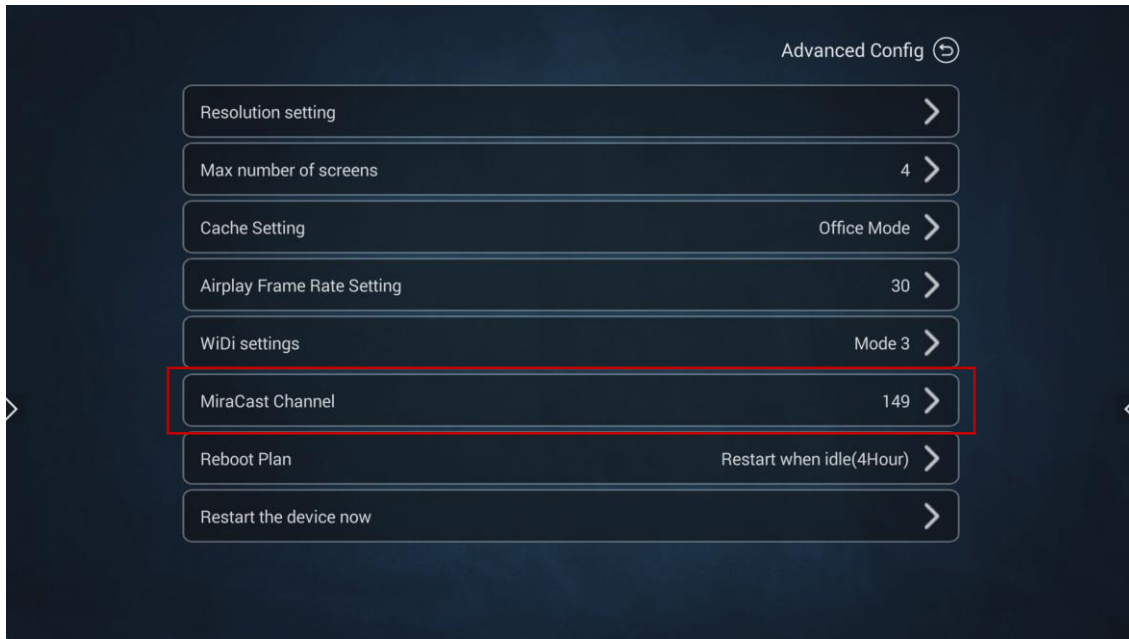 Advanced Config
Resolution setting
Max number of screens 4
Cache Setting Office Mode
Airplay Frame Rate Setting 30
WiDi settings Mode 3
MiraCast Channel 149
Reboot Plan Restart when idle(4Hour)
Restart the device now